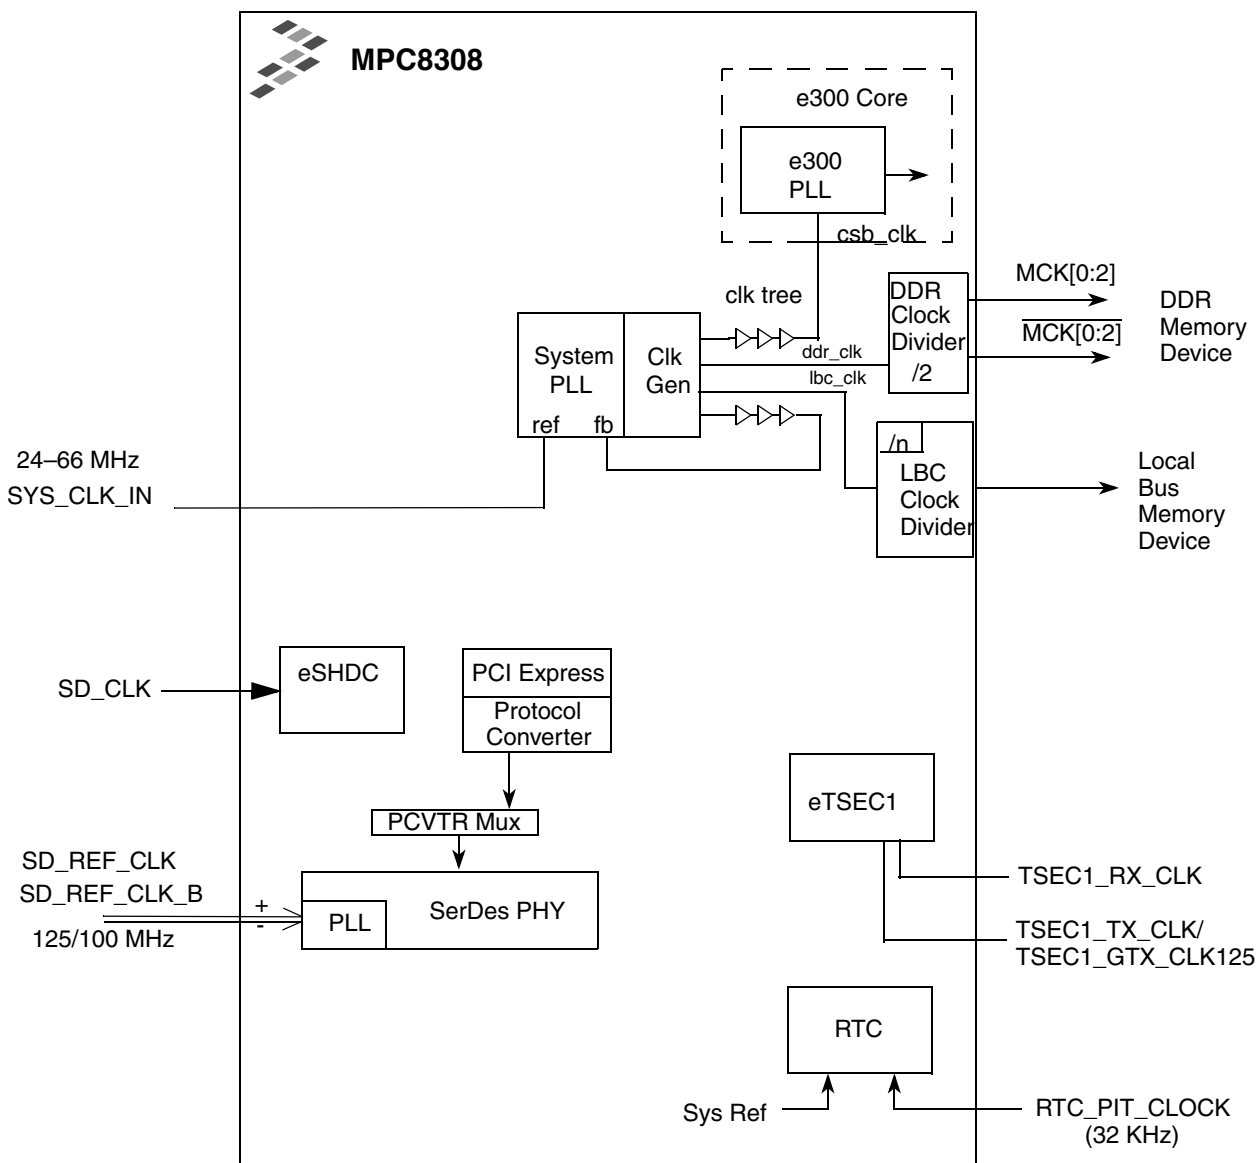 MPC8308
e300 Core
e300
PLL
csb_clk
clk tree
DDR
Clock
Divider
/2
MCK[0:2]
MCK[0:2]
DDR
Memory
Device
System
PLL
ref
fb
Clk
Gen
ddr_clk
lbc_clk
/n
LBC
Clock
Divider
Local
Bus
Memory
Device
24–66 MHz
SYS_CLK_IN
SD_CLK
eSHDC
PCI Express
Protocol
Converter
PCVTR Mux
SD_REF_CLK
SD_REF_CLK_B
125/100 MHz
+
-
PLL
SerDes PHY
eTSEC1
TSEC1_RX_CLK
TSEC1_TX_CLK/
TSEC1_GTX_CLK125
RTC
Sys Ref
RTC_PIT_CLOCK
(32 KHz)